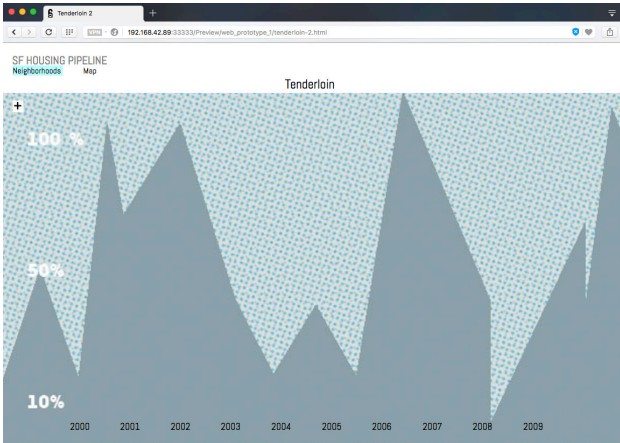 Tenderloin 2
VPN
192.168.42.89:33333/Preview/web_prototype_1/tenderloin-2.html
SF HOUSING PIPELINE
Neighborhoods Map
Tenderloin
+
100 %
50%
10%
2000 2001 2002 2003 2004 2005 2006 2007 2008 2009